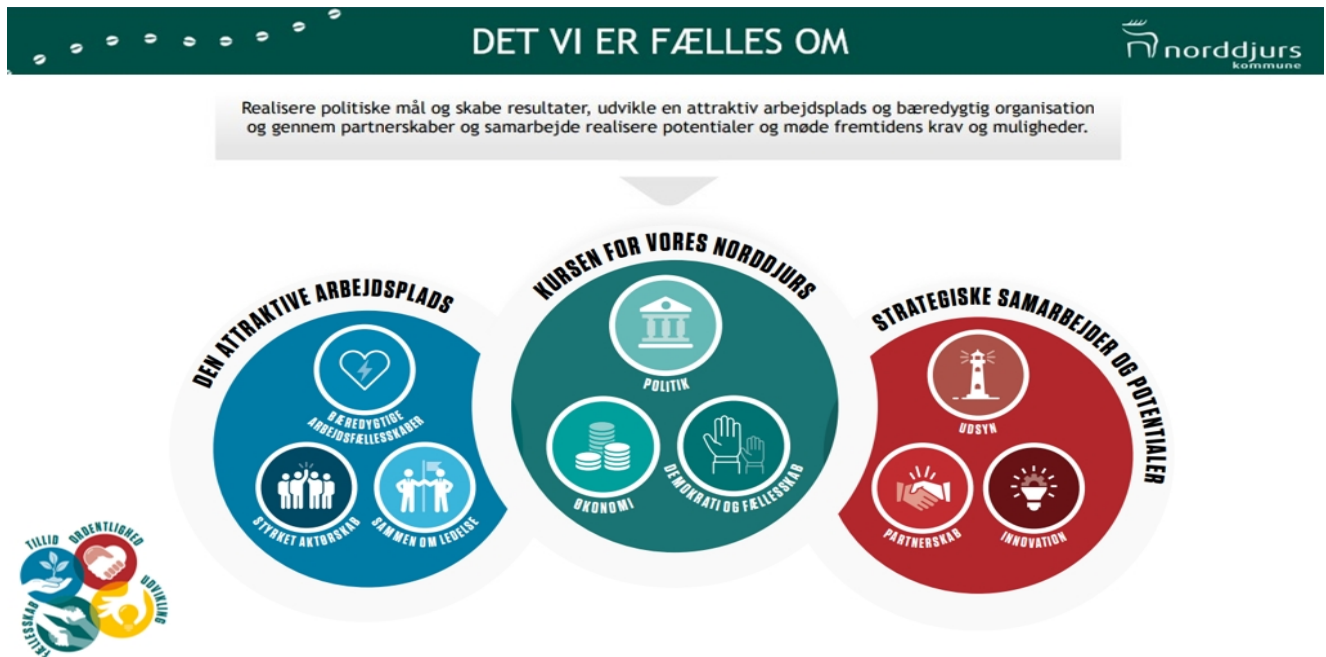 DET VI ER FÆLLES OM
norddjurs
kommune
Realisere politiske mål og skabe resultater, udvikle en attraktiv arbejdsplads og bæredygtig organisation
og gennem partnerskaber og samarbejde realisere potentialer og møde fremtidens krav og muligheder.
DEN ATTRAKTIVE ARBEJDSPLADS
BÆREDYGTIGE
ARBEJDSFÆLLESSKABER
STYRKET AKTØRSKAB
SAMMEN OM LEDELSE
KURSEN FOR VORES NORDDJURS
POLITIK
ØKONOMI
DEMOKRATI OG FÆLLESSKAB
STRATEGISKE SAMARBEJDER OG POTENTIALER
UDSYN
PARTNERSKAB
INNOVATION
TILLID
ORDENTLIGHED
UDVIKLING
FÆLLESSKAB